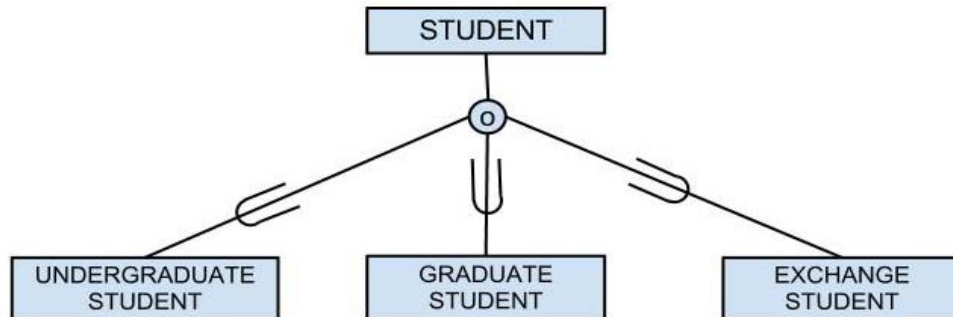 STUDENT
o
UNDERGRADUATE
STUDENT
GRADUATE
STUDENT
EXCHANGE
STUDENT